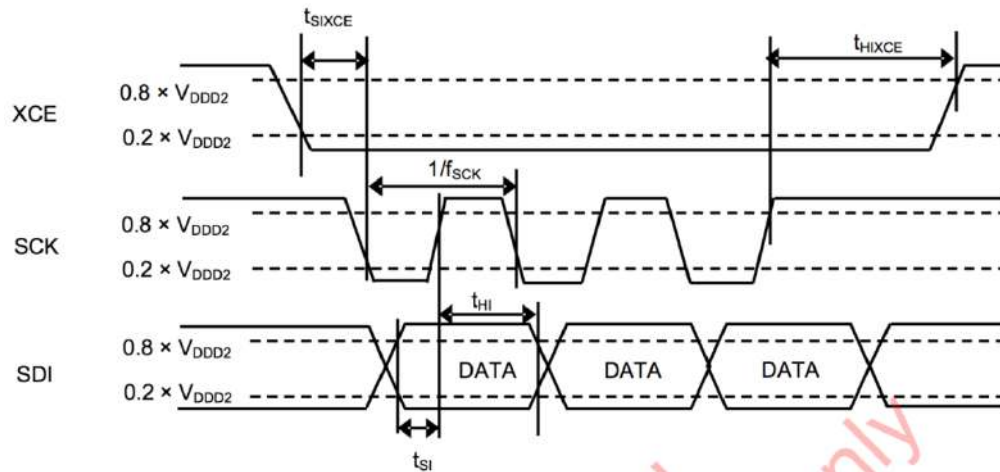 tSIXCE
tHIXCE
XCE
0.8 × VDDD2
0.2 × VDDD2
1/fSCK
SCK
0.8 × VDDD2
0.2 × VDDD2
tHI
SDI
0.8 × VDDD2
0.2 × VDDD2
DATA DATA DATA
tSI
only